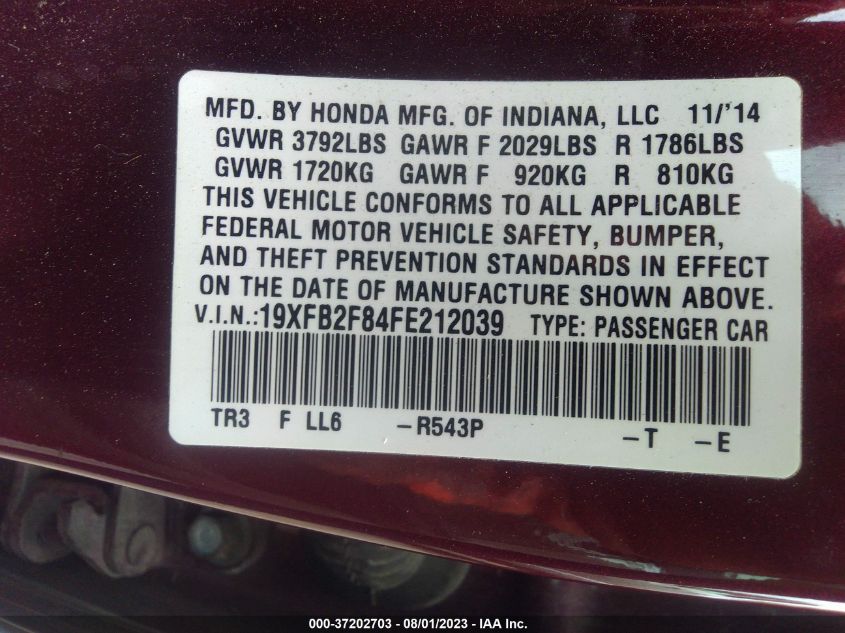 MFD. BY HONDA MFG. OF INDIANA, LLC 11/'14
GVWR 3792LBS GAWR F 2029LBS R 1786LBS
GVWR 1720KG GAWR F 920KG R 810KG
THIS VEHICLE CONFORMS TO ALL APPLICABLE
FEDERAL MOTOR VEHICLE SAFETY, BUMPER,
AND THEFT PREVENTION STANDARDS IN EFFECT
ON THE DATE OF MANUFACTURE SHOWN ABOVE.
V.I.N.:19XFB2F84FE212039 TYPE: PASSENGER CAR
TR3 F LL6 -R543P -T -E
000-37202703 - 08/01/2023 - IAA Inc.